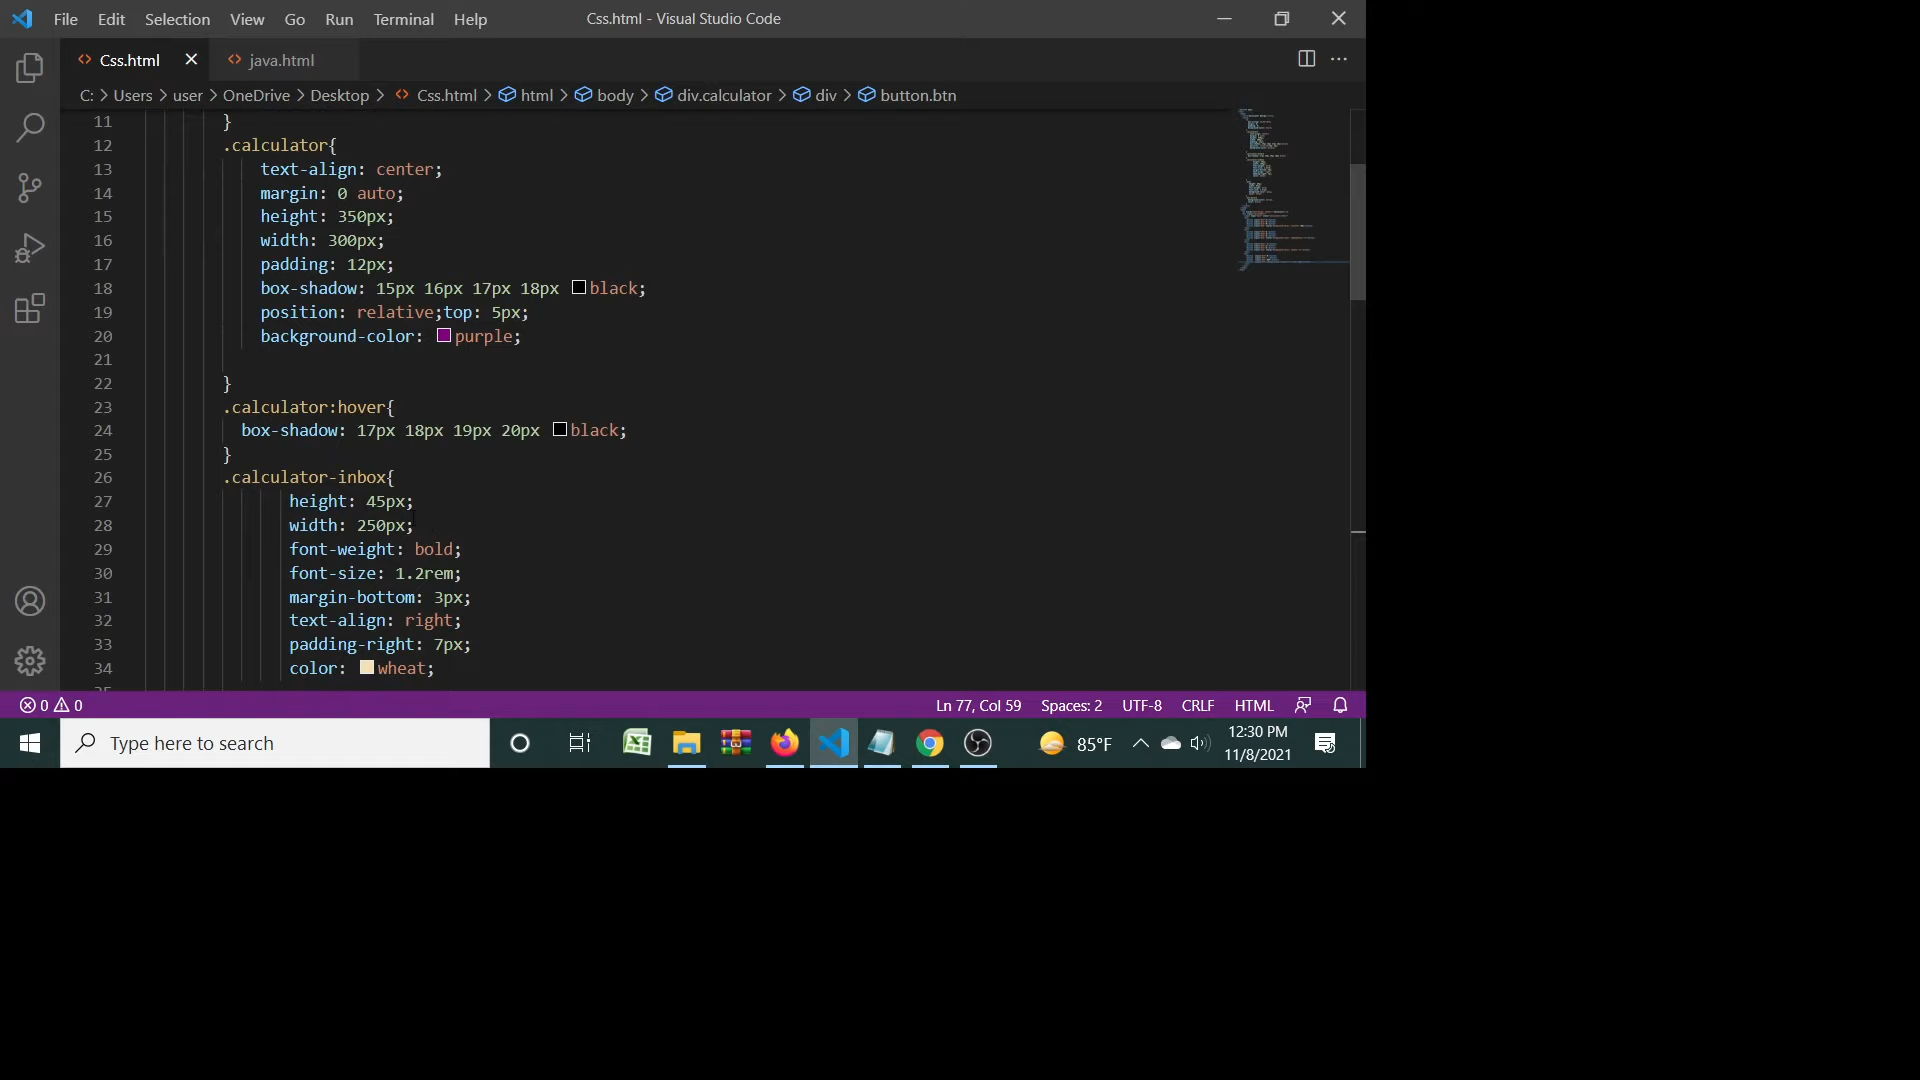 File Edit Selection View Go Run Terminal Help Css.html - Visual Studio Code
Css.html java.html
C: > Users > user > OneDrive > Desktop > Css.html > html > body > div.calculator > div > button.btn
11 }
12 .calculator{
13 text-align: center;
14 margin: 0 auto;
15 height: 350px;
16 width: 300px;
17 padding: 12px;
18 box-shadow: 15px 16px 17px 18px black;
19 position: relative;top: 5px;
20 background-color: purple;
21
22 }
23 .calculator:hover{
24 box-shadow: 17px 18px 19px 20px black;
25 }
26 .calculator-inbox{
27 height: 45px;
28 width: 250px;
29 font-weight: bold;
30 font-size: 1.2rem;
31 margin-bottom: 3px;
32 text-align: right;
33 padding-right: 7px;
34 color: wheat;
0 0 Ln 77, Col 59 Spaces: 2 UTF-8 CRLF HTML
Type here to search 85°F 12:30 PM
11/8/2021